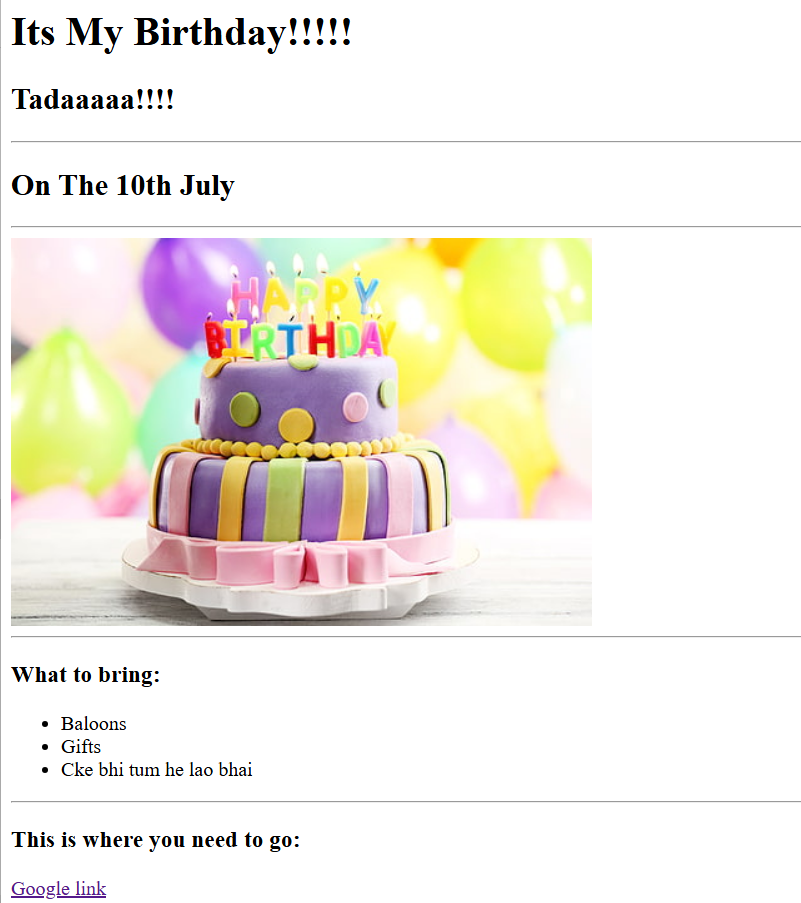 Its My Birthday!!!!!
Tadaaaaa!!!!
On The 10th July
HAPPY
BIRTHDAY
What to bring:
Baloons
Gifts
Cke bhi tum he lao bhai
This is where you need to go:
Google link